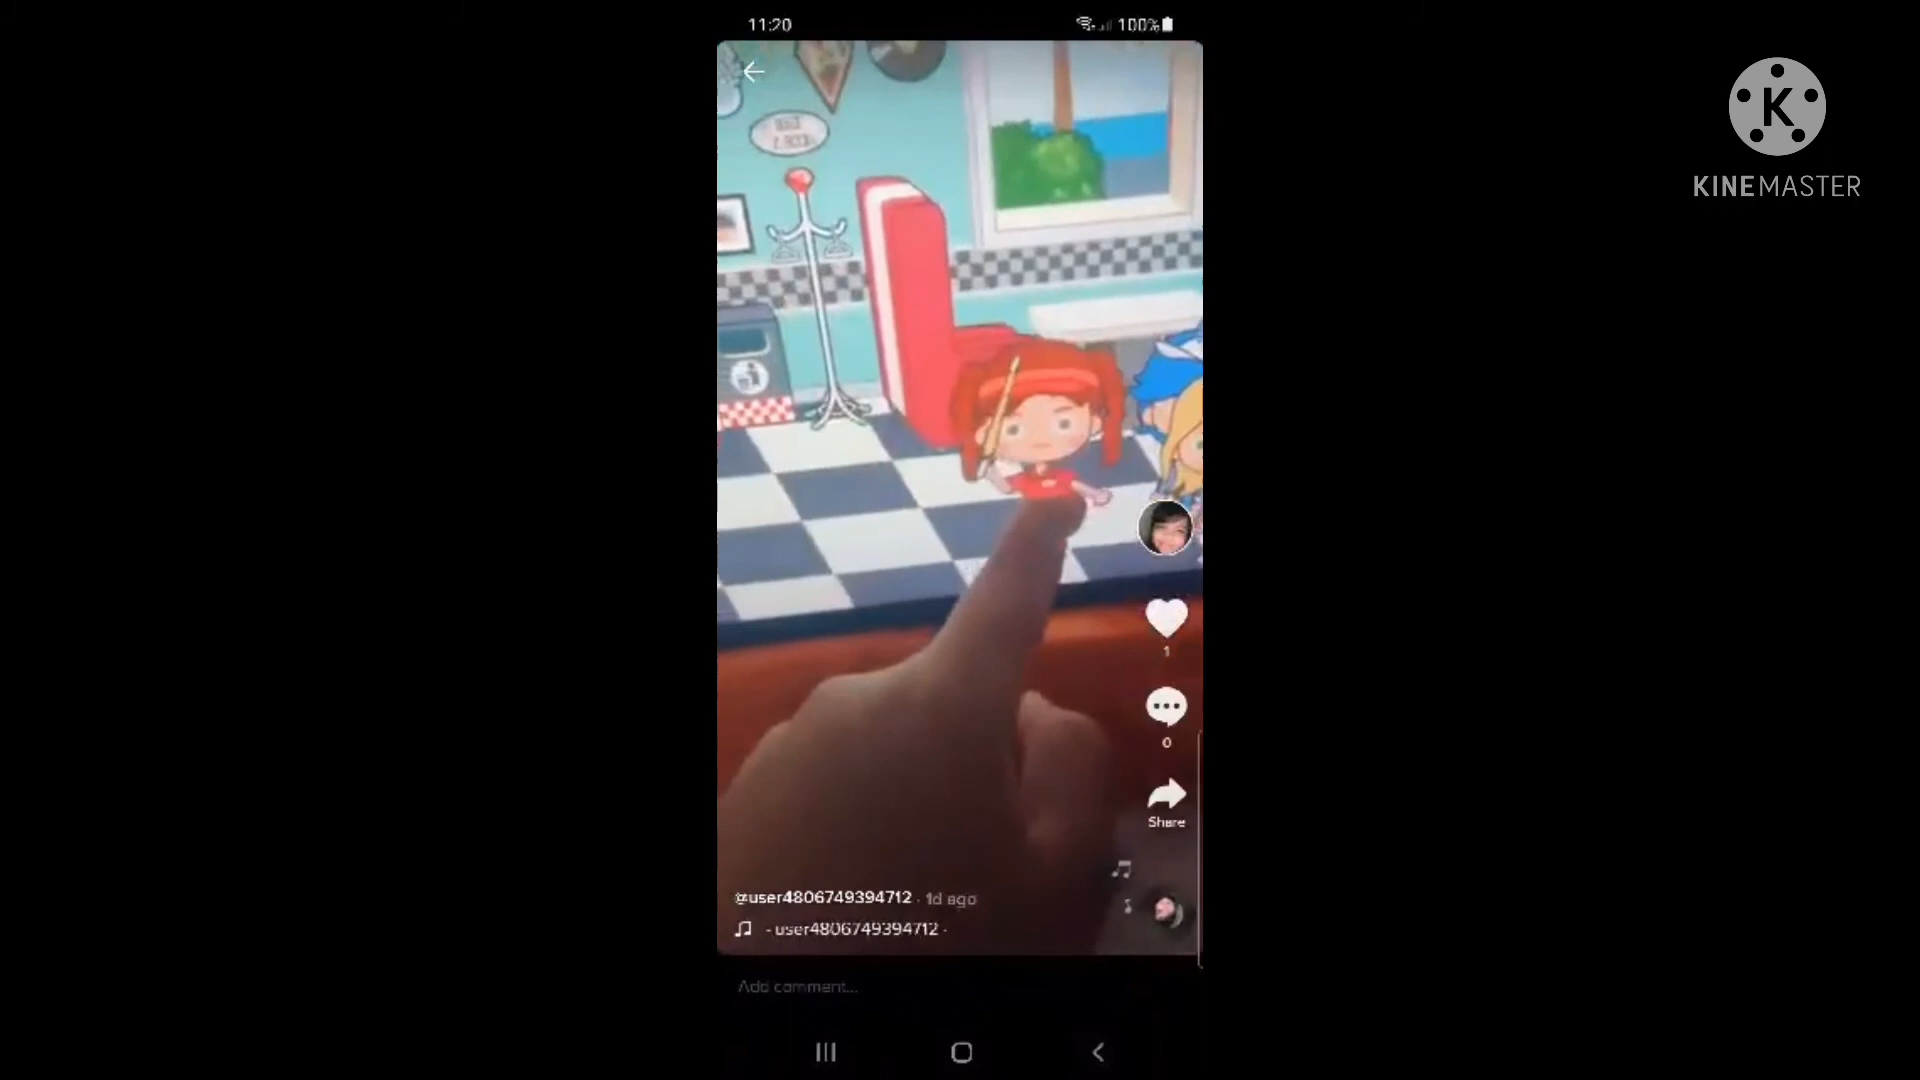 11:20
100%
KINEMASTER
1
0
Share
@user4806749394712 · 1d ago
- user4806749394712 -
Add comment...